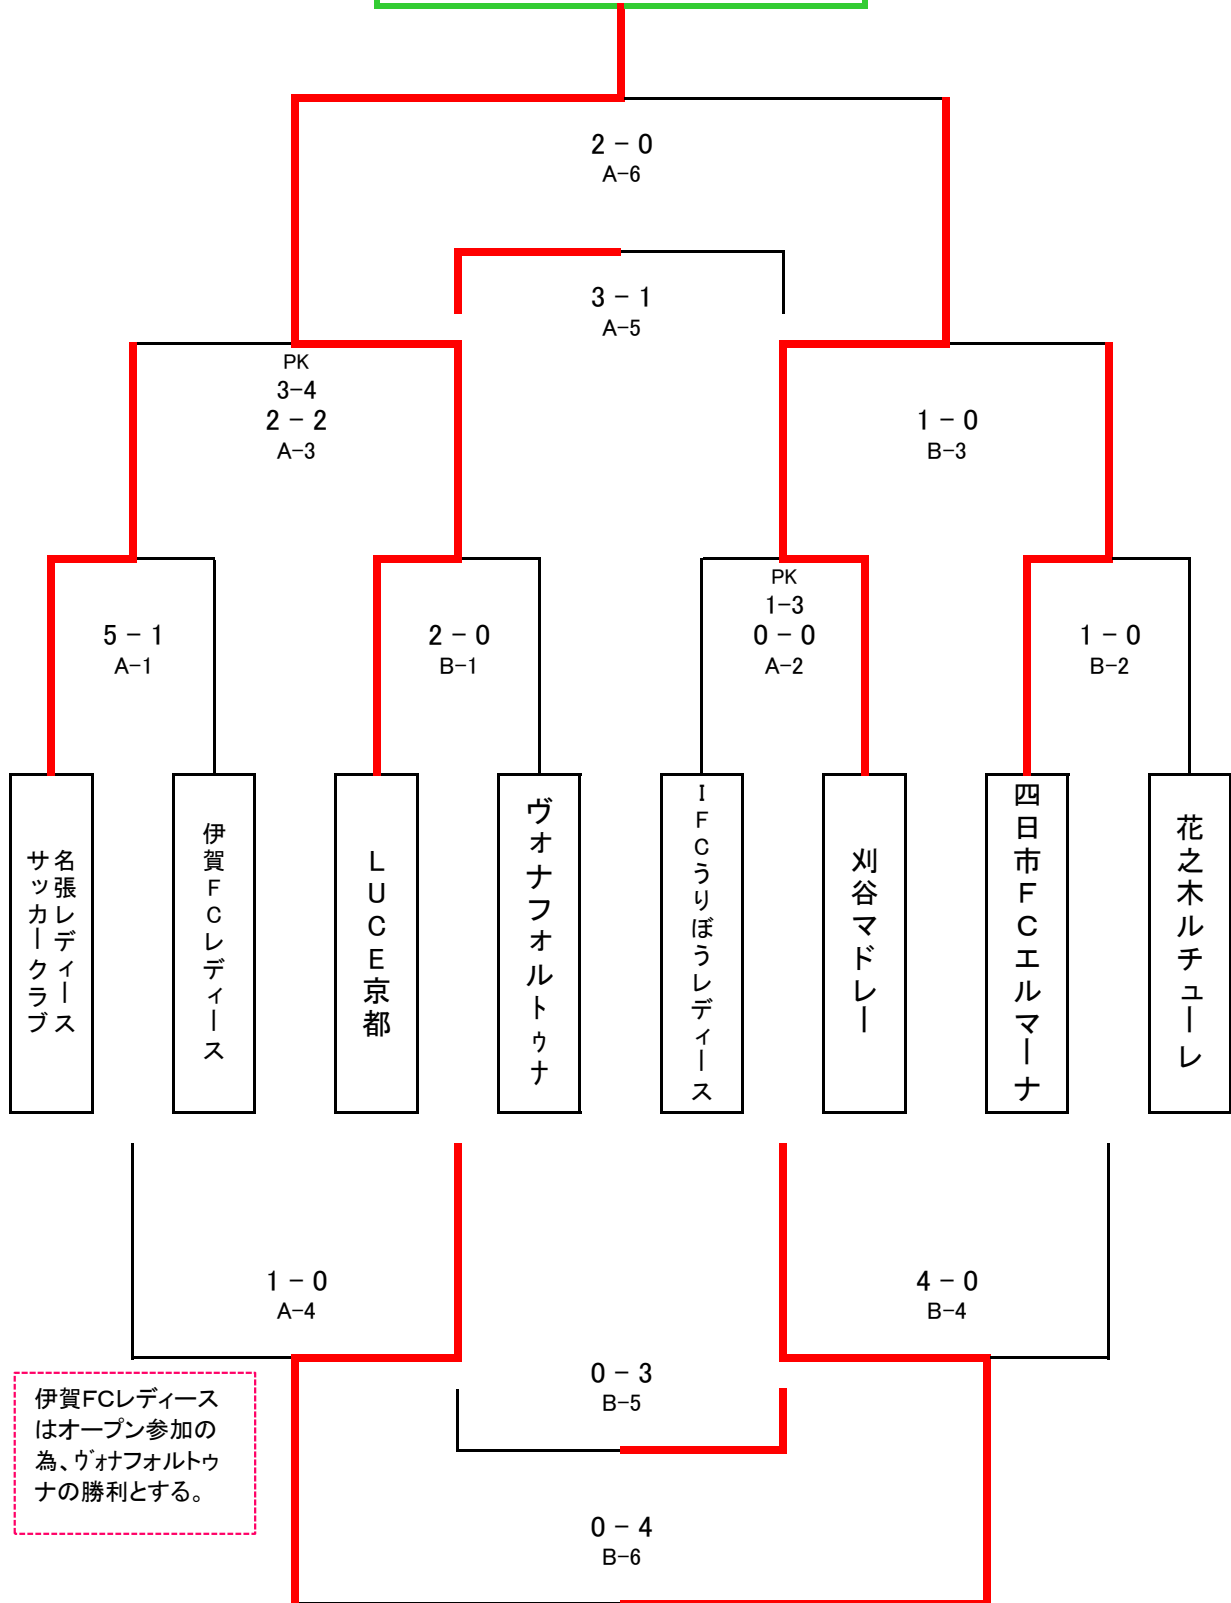 2 - 0
A-6
3 - 1
A-5
PK
3-4
2 - 2
A-3
1 - 0
B-3
5 - 1
A-1
2 - 0
B-1
PK
1-3
0 - 0
A-2
1 - 0
B-2
名張レディース
サッカークラブ
伊賀FCレディース
LUCE京都
ヴォナフォルトゥナ
IFCうりぼうレディース
刈谷マドレー
四日市FCエルマーナ
花之木ルチューレ
1 - 0
A-4
4 - 0
B-4
0 - 3
B-5
伊賀FCレディース
はオープン参加の
為、ヴォナフォルトゥ
ナの勝利とする。
0 - 4
B-6